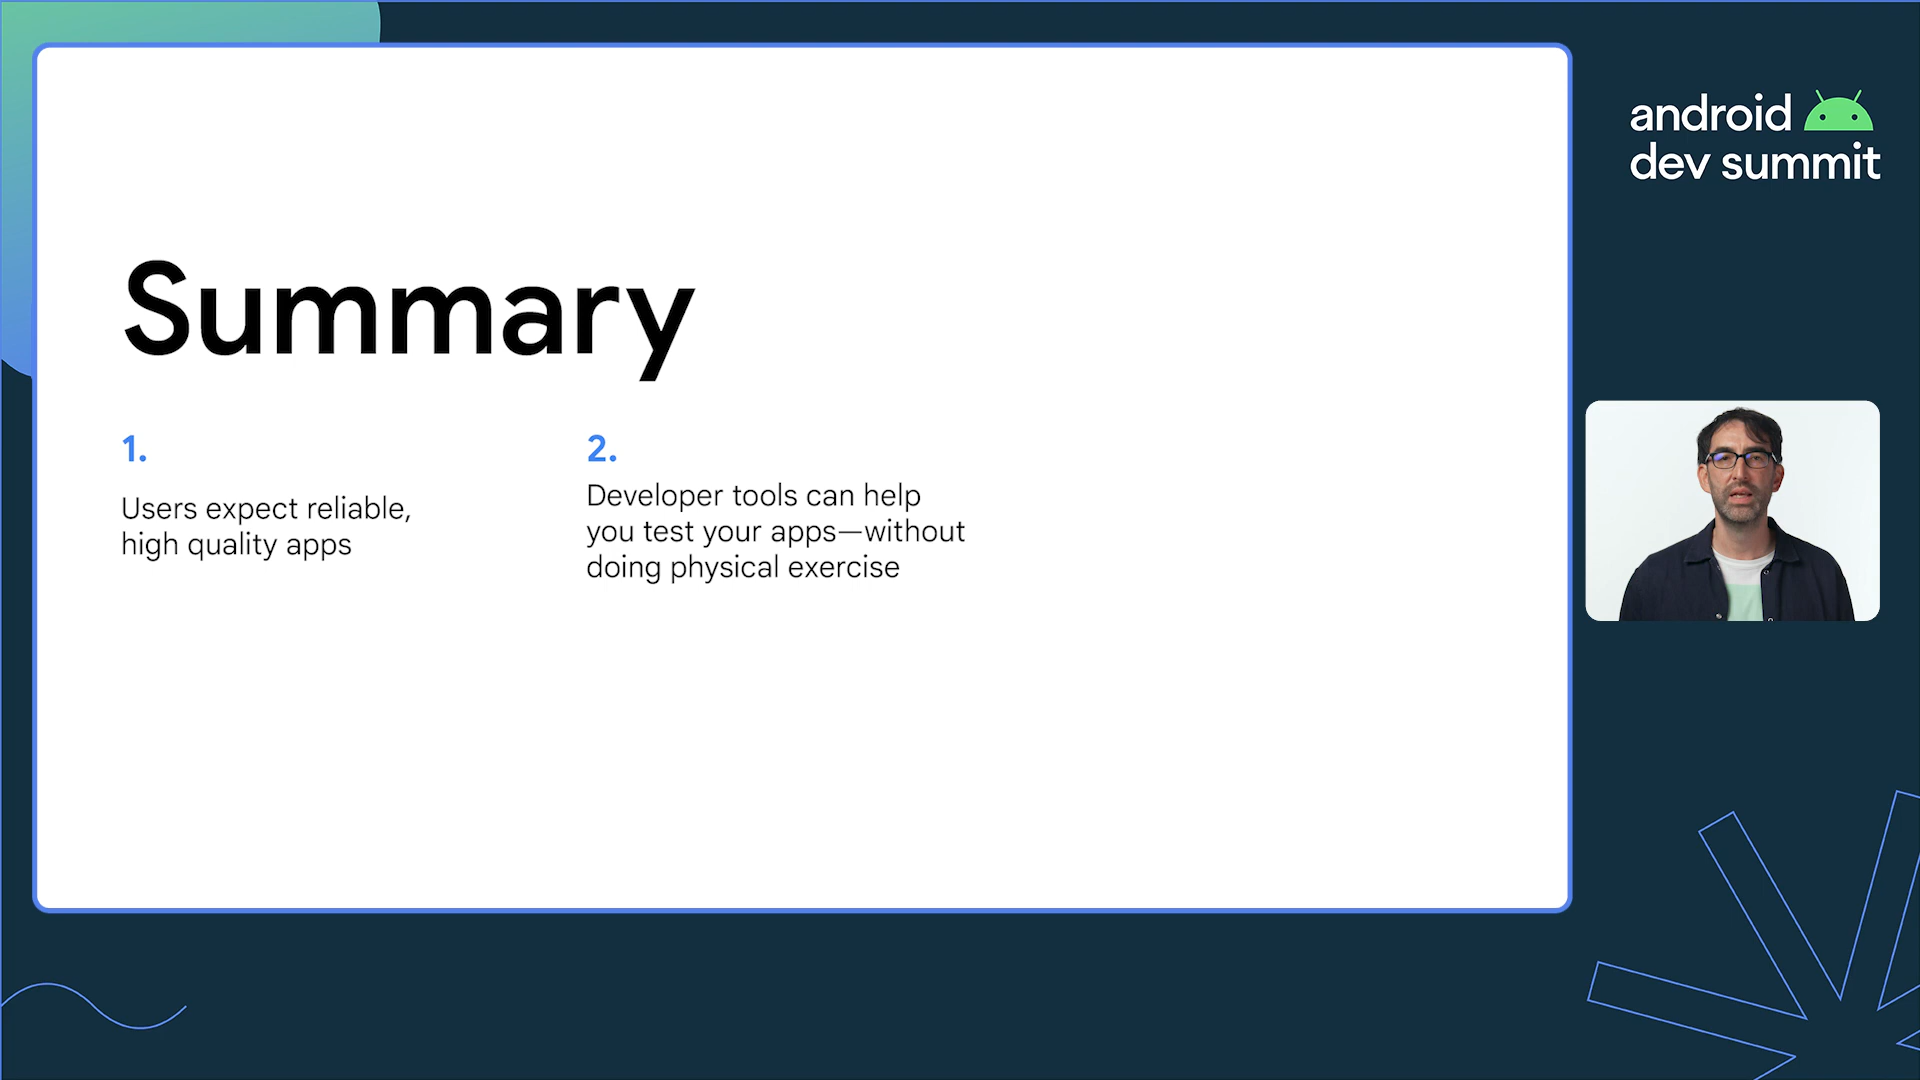 android
dev summit
Summary
1.
Users expect reliable,
high quality apps
2.
Developer tools can help
you test your apps—without
doing physical exercise